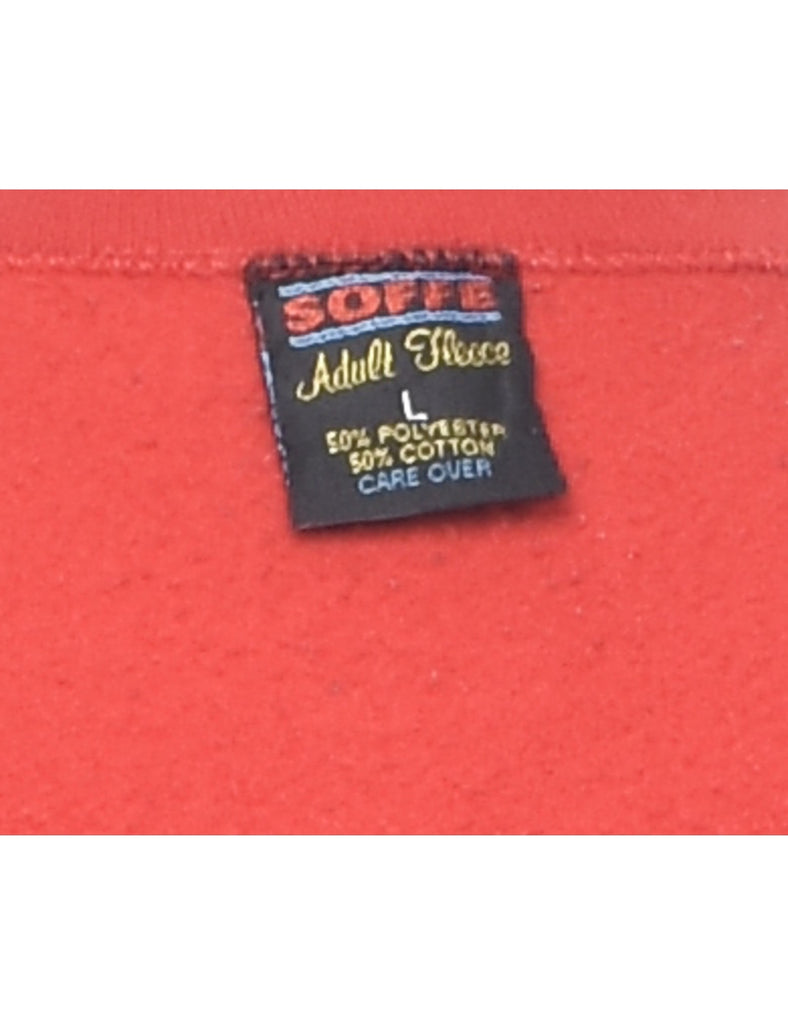 SOFFE
Adult Fleece
L
50% POLYESTER
50% COTTON
CARE OVER